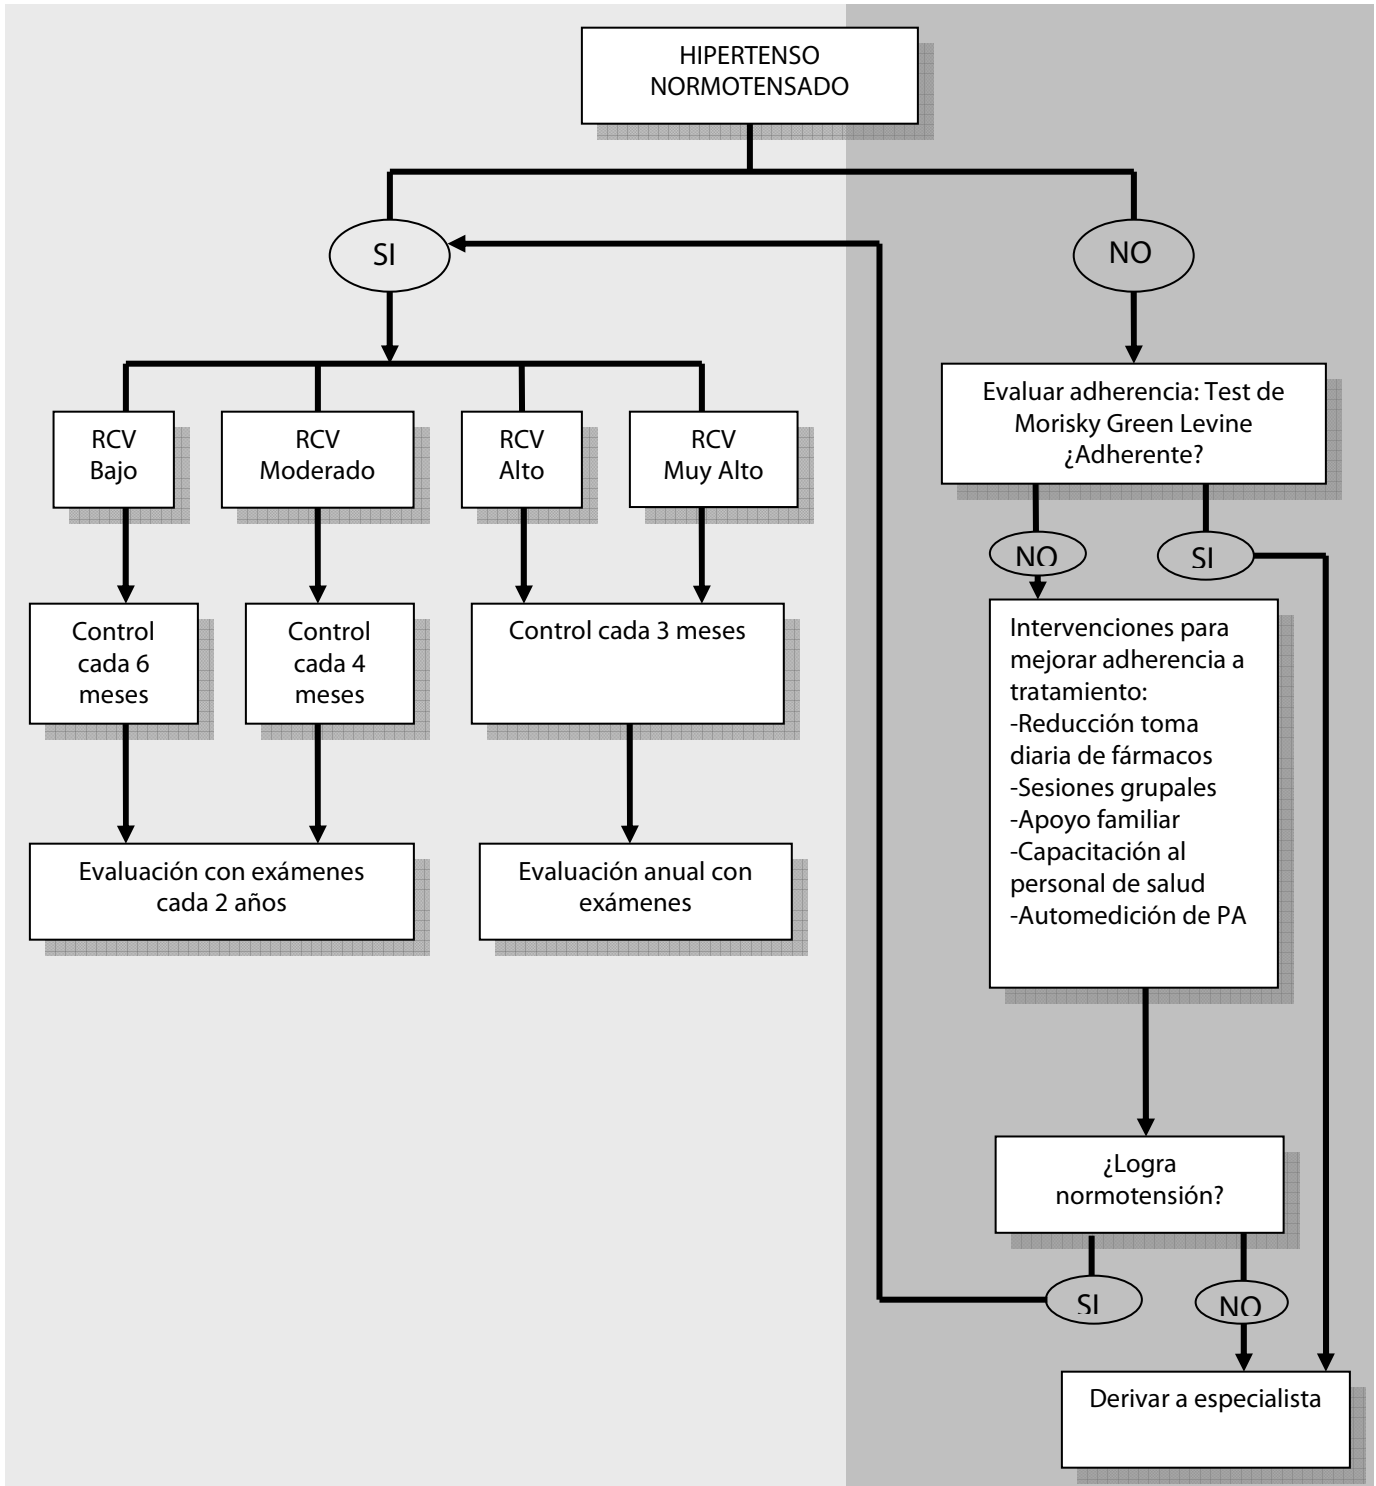 HIPERTENSO
NORMOTENSADO
SI
NO
RCV
Bajo
RCV
Moderado
RCV
Alto
RCV
Muy Alto
Evaluar adherencia: Test de
Morisky Green Levine
¿Adherente?
NO
SI
Control
cada 6
meses
Control
cada 4
meses
Control cada 3 meses
Intervenciones para
mejorar adherencia a
tratamiento:
-Reducción toma
diaria de fármacos
-Sesiones grupales
-Apoyo familiar
-Capacitación al
personal de salud
-Automedición de PA
Evaluación con exámenes
cada 2 años
Evaluación anual con
exámenes
¿Logra
normotensión?
SI
NO
Derivar a especialista